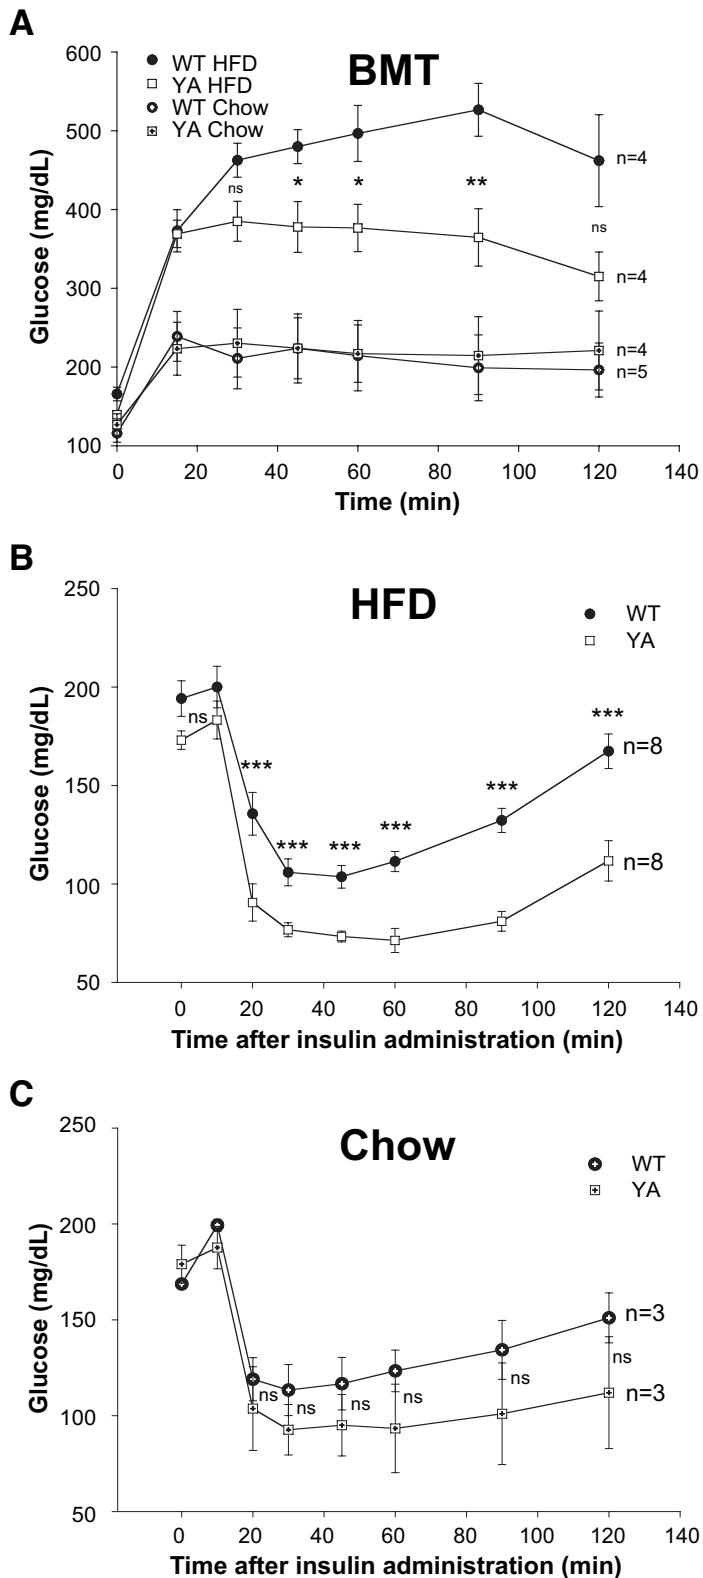 A
BMT
WT HFD
YA HFD
WT Chow
YA Chow
600
500
400
300
200
100
Glucose (mg/dL)
ns
*
*
**
ns
n=4
n=4
n=4
n=5
0
20
40
60
80
100
120
140
Time (min)
B
HFD
WT
YA
250
200
150
100
50
Glucose (mg/dL)
ns
***
***
***
***
***
***
n=8
n=8
0
20
40
60
80
100
120
140
Time after insulin administration (min)
C
Chow
WT
YA
250
200
150
100
50
Glucose (mg/dL)
ns
ns
ns
ns
ns
ns
n=3
n=3
0
20
40
60
80
100
120
140
Time after insulin administration (min)